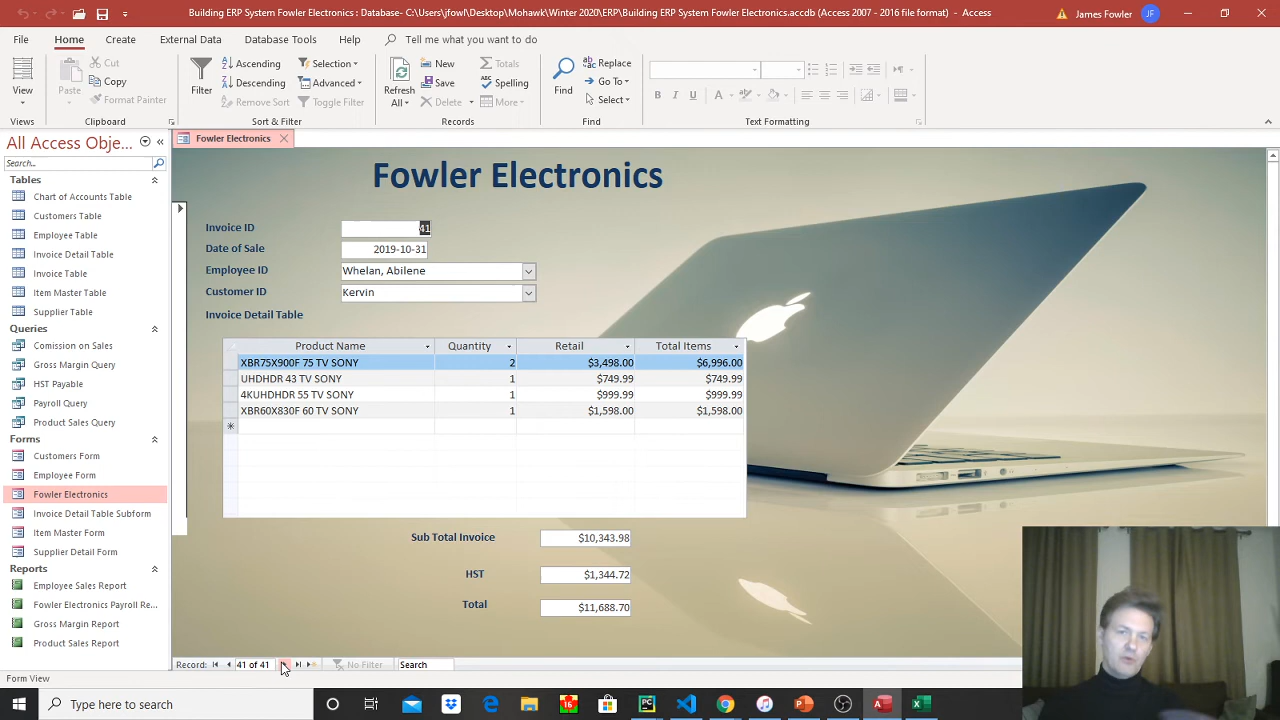 Building ERP System Fowler Electronics : Database- C:\Users\jfowl\Desktop\Mohawk\Winter 2020\ERP\Building ERP System Fowler Electronics.accdb (Access 2007 - 2016 file format) - Access
James Fowler JF
File Home Create External Data Database Tools Help Tell me what you want to do
View
Views
Paste
Cut
Copy
Format Painter
Clipboard
Filter
Ascending
Descending
Remove Sort
Selection
Advanced
Toggle Filter
Sort & Filter
Refresh All
New
Save
Delete
Totals
Spelling
More
Records
Find
Replace
Go To
Select
Find
B I U A
Text Formatting
All Access Obje...
Search...
Tables
Chart of Accounts Table
Customers Table
Employee Table
Invoice Detail Table
Invoice Table
Item Master Table
Supplier Table
Queries
Comission on Sales
Gross Margin Query
HST Payable
Payroll Query
Product Sales Query
Forms
Customers Form
Employee Form
Fowler Electronics
Invoice Detail Table Subform
Item Master Form
Supplier Detail Form
Reports
Employee Sales Report
Fowler Electronics Payroll Re...
Gross Margin Report
Product Sales Report
Fowler Electronics
Fowler Electronics
Invoice ID 41
Date of Sale 2019-10-31
Employee ID Whelan, Abilene
Customer ID Kervin
Invoice Detail Table
Product Name Quantity Retail Total Items
XBR75X900F 75 TV SONY 2 $3,498.00 $6,996.00
UHDHDR 43 TV SONY 1 $749.99 $749.99
4KUHDHDR 55 TV SONY 1 $999.99 $999.99
XBR60X830F 60 TV SONY 1 $1,598.00 $1,598.00
Sub Total Invoice $10,343.98
HST $1,344.72
Total $11,688.70
Record: 41 of 41 No Filter Search
Form View
Type here to search
16